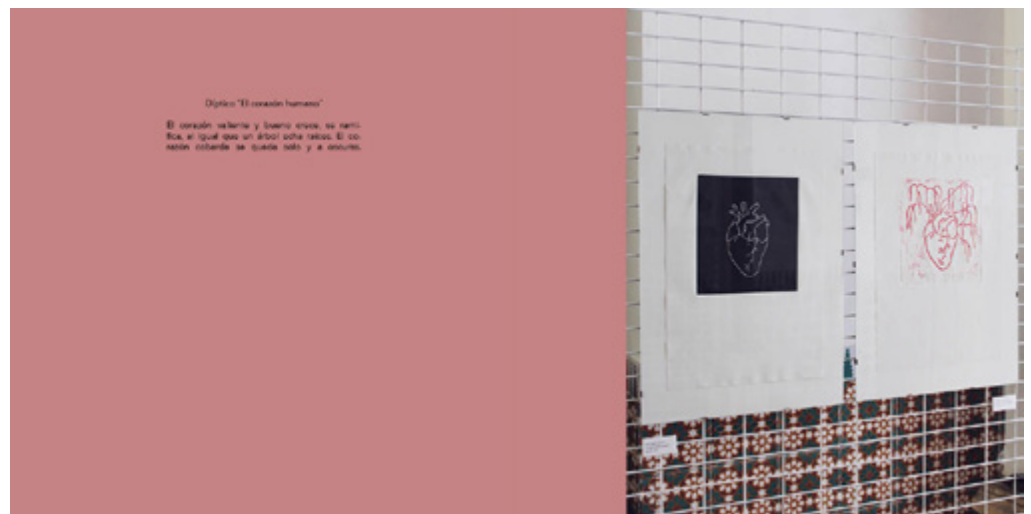 Díptico "El corazón humano"
El corazón valiente y bueno crece, se rami-
fica, al igual que un árbol echa raíces. El co-
razón cobarde se queda solo y a oscuras.